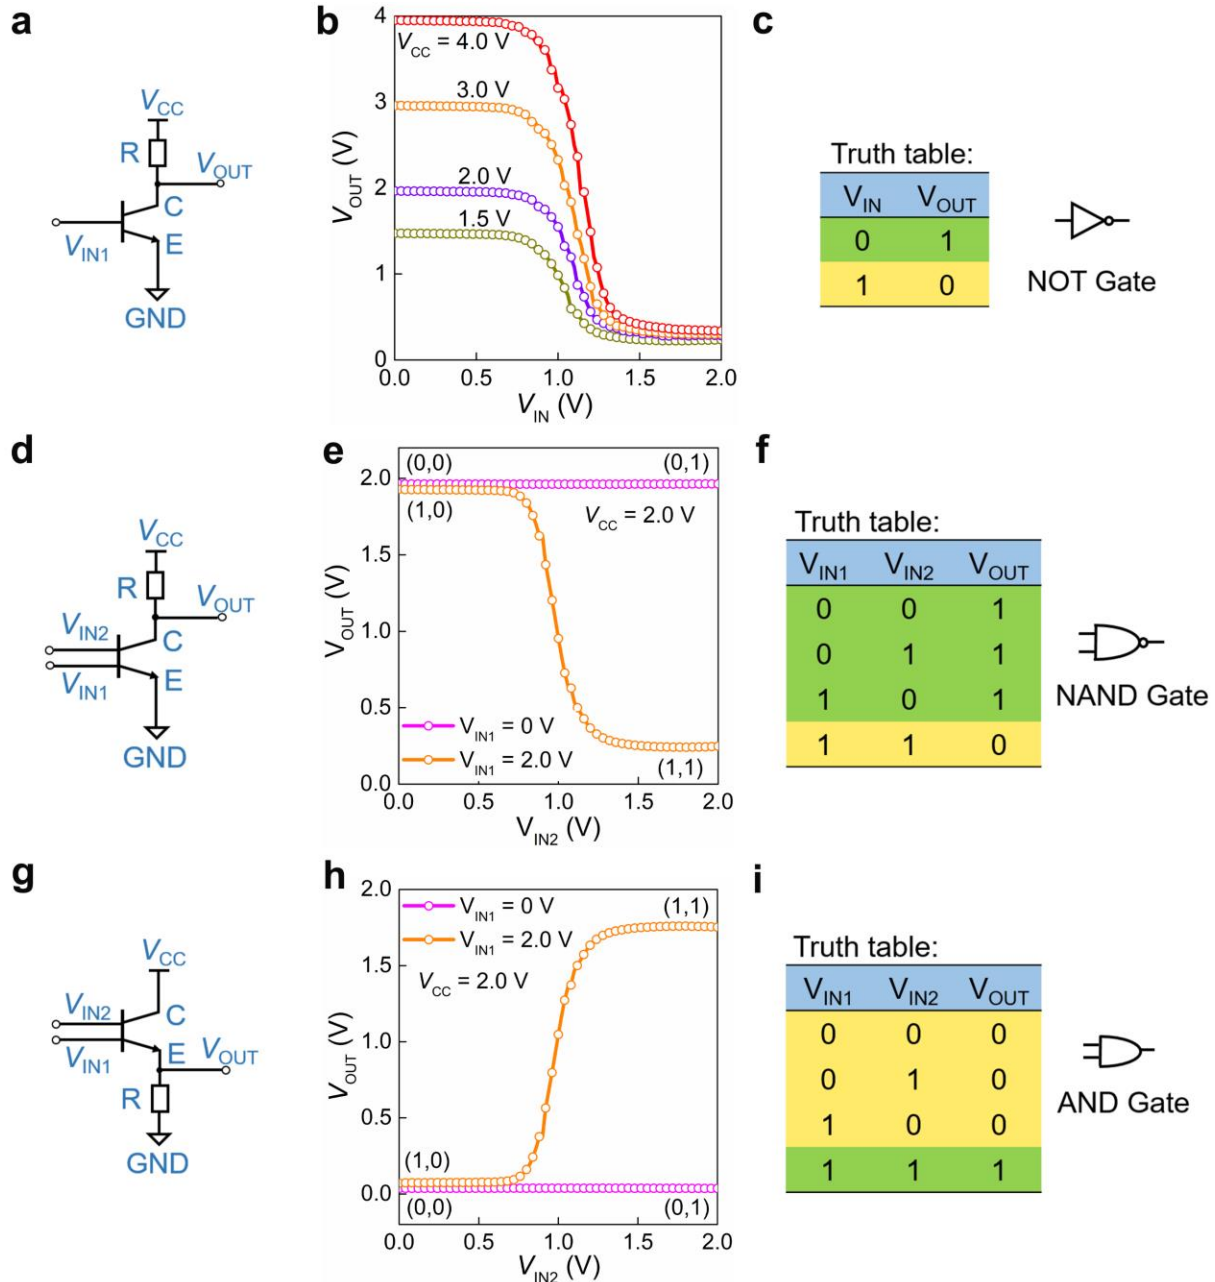 a
V_CC
R
V_OUT
C
V_IN1
E
GND
b
V_CC = 4.0 V
3.0 V
2.0 V
1.5 V
4
3
2
1
0
V_OUT (V)
0.0 0.5 1.0 1.5 2.0
V_IN (V)
c
Truth table:
V_IN V_OUT
0 1
1 0
NOT Gate
d
V_CC
R
V_OUT
V_IN2
C
V_IN1
E
GND
e
(0,0) (0,1)
(1,0)
V_CC = 2.0 V
V_IN1 = 0 V
V_IN1 = 2.0 V
(1,1)
2.0
1.5
1.0
0.5
0.0
V_OUT (V)
0.0 0.5 1.0 1.5 2.0
V_IN2 (V)
f
Truth table:
V_IN1 V_IN2 V_OUT
0 0 1
0 1 1
1 0 1
1 1 0
NAND Gate
g
V_CC
V_IN2
C
V_IN1
E
V_OUT
R
GND
h
V_IN1 = 0 V
V_IN1 = 2.0 V
(1,1)
V_CC = 2.0 V
(1,0)
(0,0) (0,1)
2.0
1.5
1.0
0.5
0.0
V_OUT (V)
0.0 0.5 1.0 1.5 2.0
V_IN2 (V)
i
Truth table:
V_IN1 V_IN2 V_OUT
0 0 0
0 1 0
1 0 0
1 1 1
AND Gate